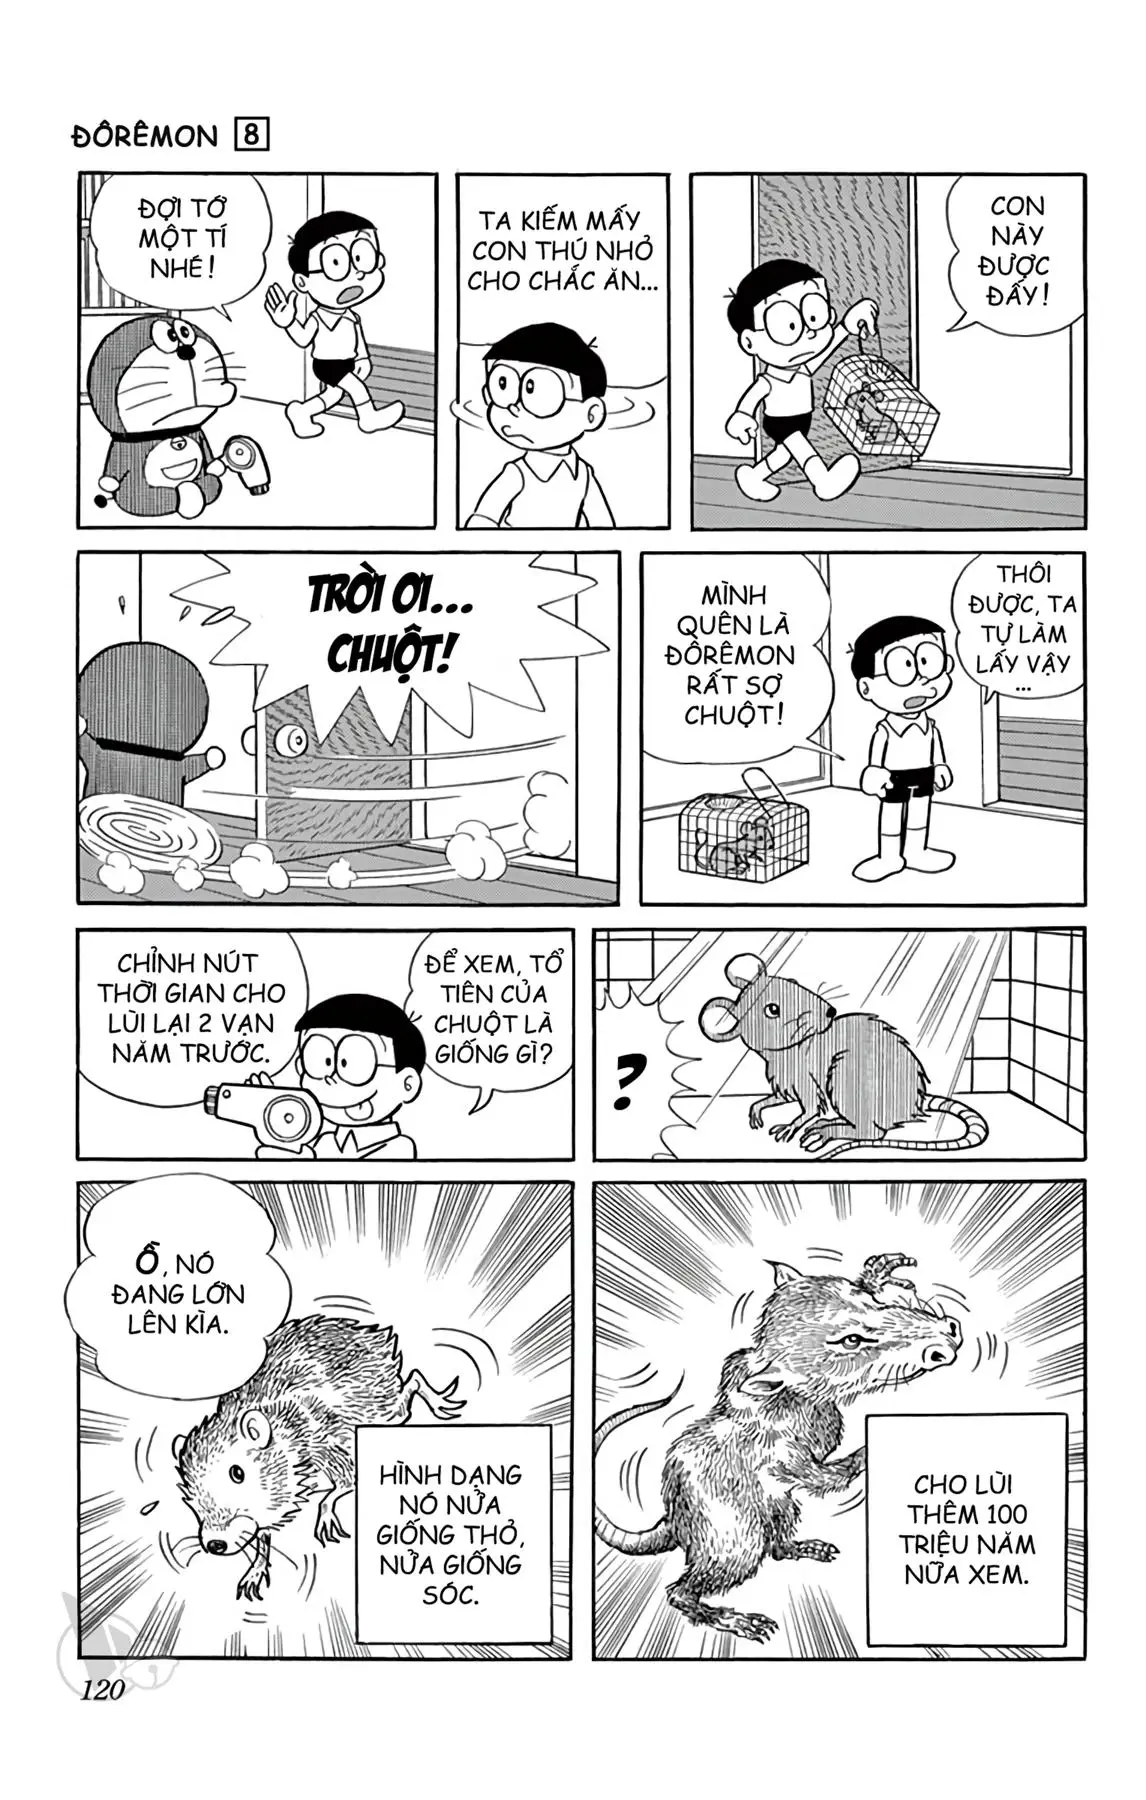 ĐÔRÊMON 8
ĐỢI TỚ
MỘT TÍ
NHÉ!
TA KIẾM MẤY
CON THÚ NHỎ
CHO CHẮC ĂN...
CON
NÀY
ĐƯỢC
ĐẤY!
TRỜI ƠI...
CHUỘT!
MÌNH
QUÊN LÀ
ĐÔRÊMON
RẤT SỢ
CHUỘT!
THÔI
ĐƯỢC, TA
TỰ LÀM
LẤY VẬY
...
CHỈNH NÚT
THỜI GIAN CHO
LÙI LẠI 2 VẠN
NĂM TRƯỚC.
ĐỂ XEM, TỔ
TIÊN CỦA
CHUỘT LÀ
GIỐNG GÌ?
?
Ồ, NÓ
ĐANG LỚN
LÊN KÌA.
HÌNH DẠNG
NÓ NỬA
GIỐNG THỎ,
NỬA GIỐNG
SÓC.
CHO LÙI
THÊM 100
TRIỆU NĂM
NỮA XEM.
120